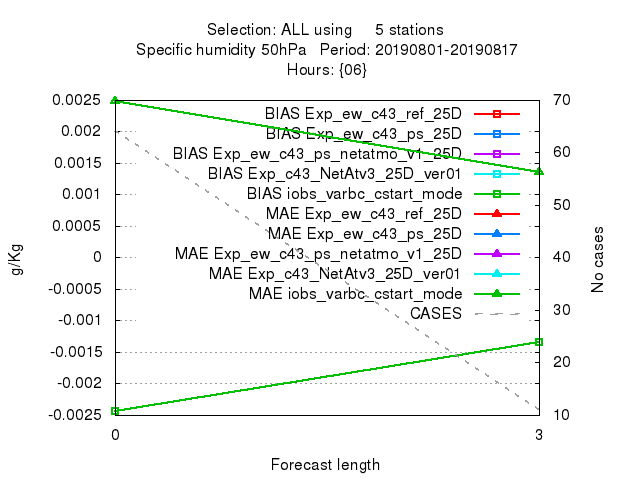 Selection: ALL using 5 stations
Specific humidity 50hPa Period: 20190801-20190817
Hours: {06}
0.0025
0.002
0.0015
0.001
0.0005
0
-0.0005
-0.001
-0.0015
-0.002
-0.0025
g/Kg
BIAS Exp_ew_c43_ref_25D
BIAS Exp_ew_c43_ps_25D
BIAS Exp_ew_c43_ps_netatmo_v1_25D
BIAS Exp_c43_NetAtv3_25D_ver01
BIAS iobs_varbc_cstart_mode
MAE Exp_ew_c43_ref_25D
MAE Exp_ew_c43_ps_25D
MAE Exp_ew_c43_ps_netatmo_v1_25D
MAE Exp_c43_NetAtv3_25D_ver01
MAE iobs_varbc_cstart_mode
CASES
70
60
50
40
30
20
10
No cases
0
3
Forecast length